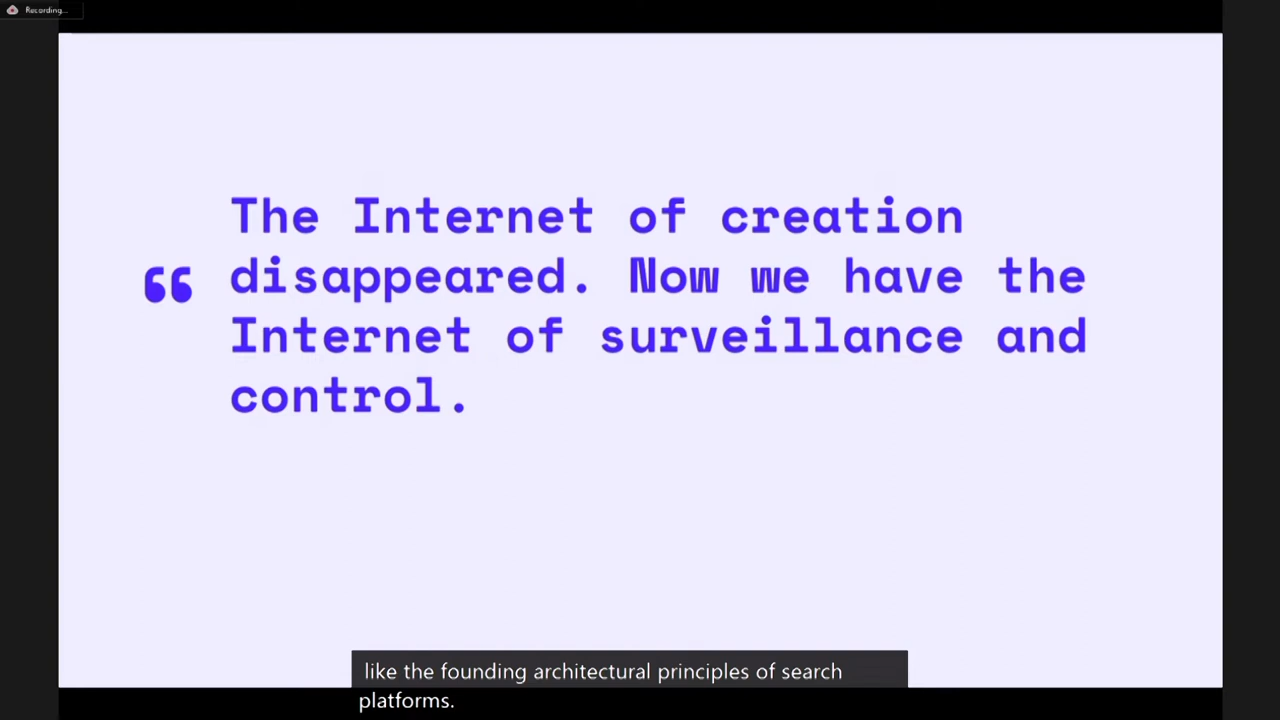 Recording...
The Internet of creation
“ disappeared. Now we have the
Internet of surveillance and
control.
like the founding architectural principles of search
platforms.